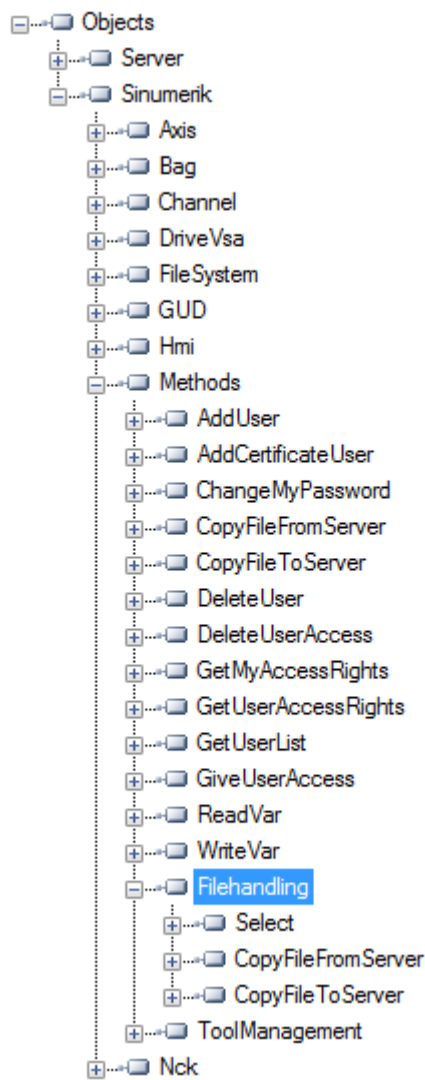 Objects
Server
Sinumerik
Axis
Bag
Channel
DriveVsa
FileSystem
GUD
Hmi
Methods
AddUser
AddCertificateUser
ChangeMyPassword
CopyFileFromServer
CopyFileToServer
DeleteUser
DeleteUserAccess
GetMyAccessRights
GetUserAccessRights
GetUserList
GiveUserAccess
ReadVar
WriteVar
Filehandling
Select
CopyFileFromServer
CopyFileToServer
ToolManagement
Nck